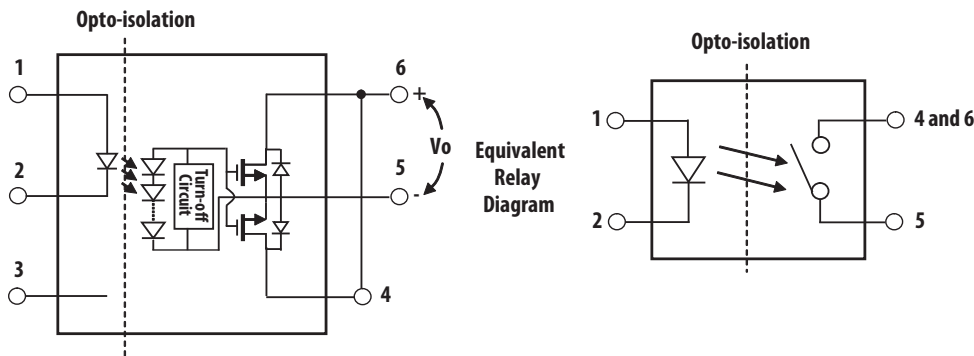 Opto-isolation
1
2
3
Turn-off
Circuit
6
+
Vo
5
-
4
Equivalent
Relay
Diagram
Opto-isolation
1
2
4 and 6
5